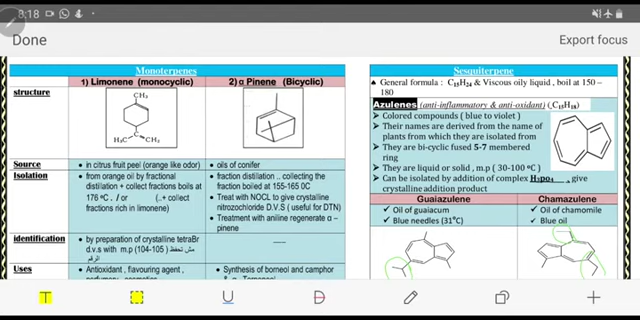 8:18
Done
Export focus
Monoterpenes
1) Limonene (monocyclic)
2) α Pinene (Bicyclic)
structure
CH₃
H₃C
CH₂
Source
• in citrus fruit peel (orange like odor)
• oils of conifer
Isolation
• from orange oil by fractional
distillation + collect fractions boils at
176 ºC. / or (..+ collect
fractions rich in limonene)
• fraction distillation .. collecting the
fraction boiled at 155-165 0C
• Treat with NOCL to give crystalline
nitrozochloride D.V.S ( useful for DTN)
• Treatment with aniline regenerate α –
pinene
identification
• by preparation of crystalline tetraBr
d.v.s with m.p (104-105) مش تحفظ
الرقم
Uses
• Antioxidant, flavouring agent,
• Synthesis of borneol and camphor
Sesquiterpene
♠ General formula : C₁₅H₂₄ & Viscous oily liquid , boil at 150 –
180
Azulenes (anti-inflammatory & anti-oxidant) (C₁₅H₁₈)
➢ Colored compounds ( blue to violet )
➢ Their names are derived from the name of
plants from which they are isolated from
➢ They are bi-cyclic fused 5-7 membered
ring
➢ They are liquid or solid , m.p (30-100 ºC)
➢ Can be isolated by addition of complex H₃po₄ give
crystalline addition product
Guaiazulene
Chamazulene
✓ Oil of guaiacum
✓ Blue needles (31°C)
✓ Oil of chamomile
✓ Blue oil
T
U
D